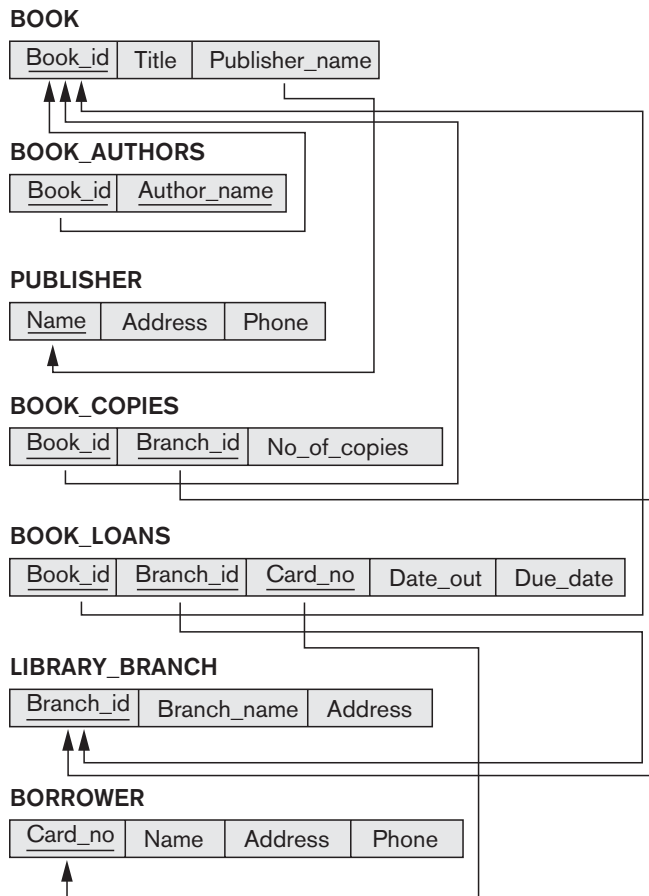 BOOK
Book_id Title Publisher_name
BOOK_AUTHORS
Book_id Author_name
PUBLISHER
Name Address Phone
BOOK_COPIES
Book_id Branch_id No_of_copies
BOOK_LOANS
Book_id Branch_id Card_no Date_out Due_date
LIBRARY_BRANCH
Branch_id Branch_name Address
BORROWER
Card_no Name Address Phone